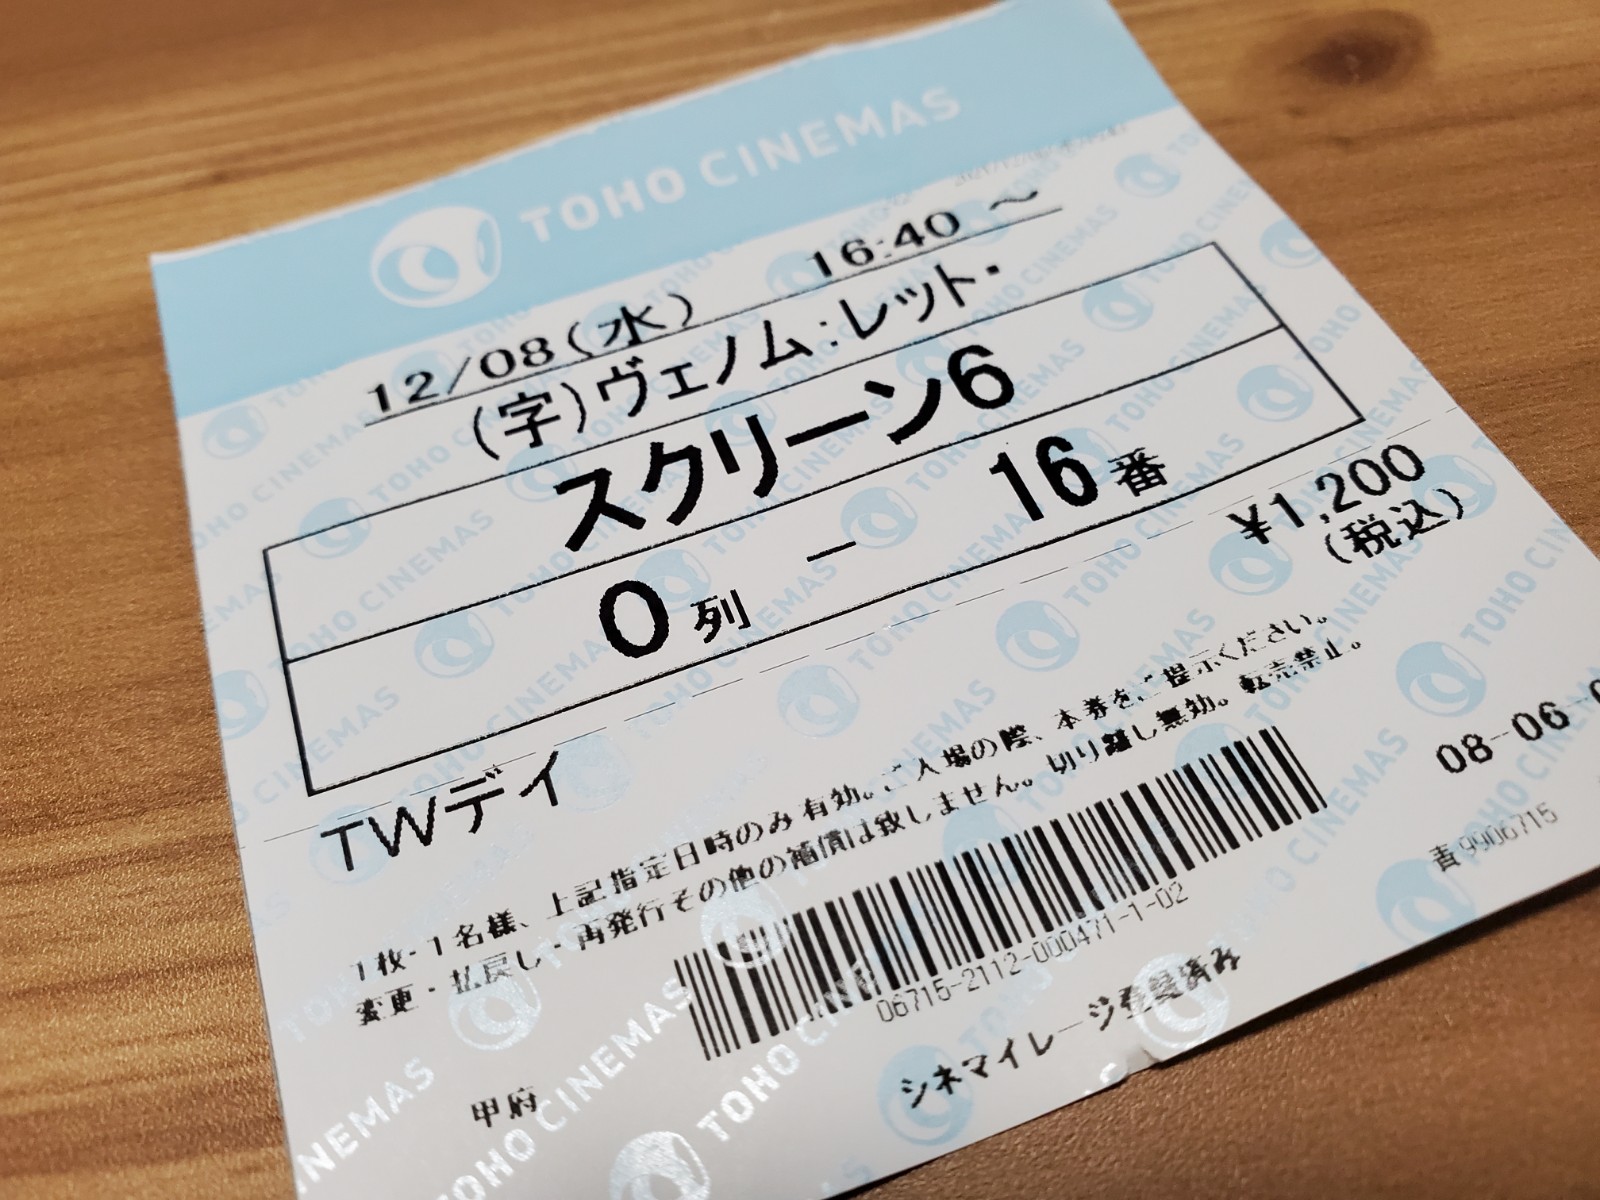 TOHO CINEMAS
12/08(水) 16:40 ～
(字)ヴェノム:レット・
スクリーン6
O 列 － 16 番
¥1,200
(税込)
TWデイ
1枚・1名様、上記指定日時のみ有効。ご入場の際、本券をご提示ください。
変更・払戻し・再発行その他の補償は致しません。切り離し無効。転売禁止。
08-06-
06715-2112-000471-1-02
9906715
シネマイレージ登録済み
甲府